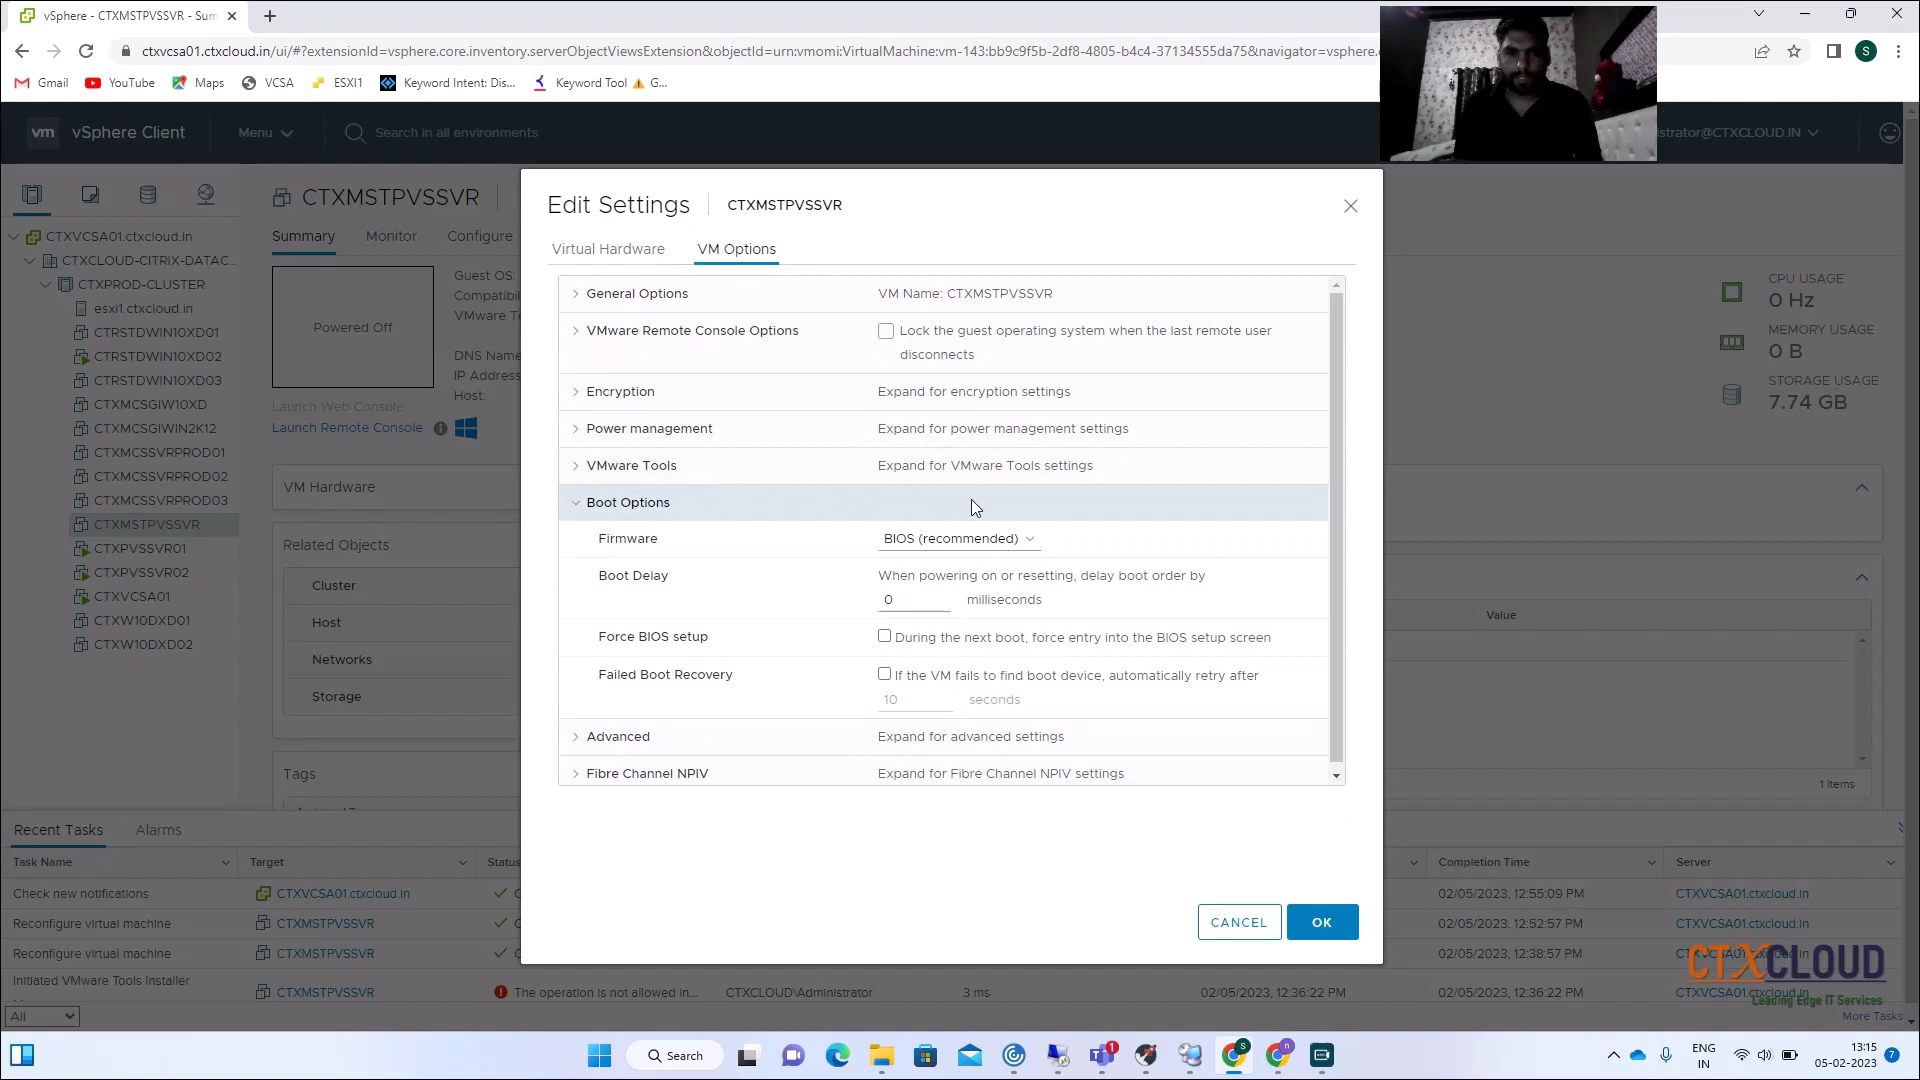 vSphere - CTXMSTPVSSVR - Sum
ctxvcsa01.ctxcloud.in/ui/#?extensionId=vsphere.core.inventory.serverObjectViewsExtension&objectId=urn:vmomi:VirtualMachine:vm-143:bb9c9f5b-2df8-4805-b4c4-37134555da75&navigator=vsphere.c
S
Gmail
YouTube
Maps
VCSA
ESXI1
Keyword Intent: Dis...
Keyword Tool
G...
vm
vSphere Client
Menu
Search in all environments
istrator@CTXCLOUD.IN
CTXVCSA01.ctxcloud.in
CTXCLOUD-CITRIX-DATAC...
CTXPROD-CLUSTER
esxi1.ctxcloud.in
CTRSTDWIN10XD01
CTRSTDWIN10XD02
CTRSTDWIN10XD03
CTXMCSGIW10XD
CTXMCSGIWIN2K12
CTXMCSSVRPROD01
CTXMCSSVRPROD02
CTXMCSSVRPROD03
CTXMSTPVSSVR
CTXPVSSVR01
CTXPVSSVR02
CTXVCSA01
CTXW10DXD01
CTXW10DXD02
CTXMSTPVSSVR
Summary
Monitor
Configure
Powered Off
Guest OS:
Compatibi
VMware To
DNS Name
IP Address
Host:
Launch Web Console
Launch Remote Console
VM Hardware
Related Objects
Cluster
Host
Networks
Storage
Tags
Edit Settings
CTXMSTPVSSVR
Virtual Hardware
VM Options
General Options
VM Name: CTXMSTPVSSVR
VMware Remote Console Options
Lock the guest operating system when the last remote user
disconnects
Encryption
Expand for encryption settings
Power management
Expand for power management settings
VMware Tools
Expand for VMware Tools settings
Boot Options
Firmware
BIOS (recommended)
Boot Delay
When powering on or resetting, delay boot order by
0 milliseconds
Force BIOS setup
During the next boot, force entry into the BIOS setup screen
Failed Boot Recovery
If the VM fails to find boot device, automatically retry after
10 seconds
Advanced
Expand for advanced settings
Fibre Channel NPIV
Expand for Fibre Channel NPIV settings
CANCEL
OK
CPU USAGE
0 Hz
MEMORY USAGE
0 B
STORAGE USAGE
7.74 GB
Value
1 items
Recent Tasks
Alarms
Task Name
Target
Status
Completion Time
Server
Check new notifications
CTXVCSA01.ctxcloud.in
02/05/2023, 12:55:09 PM
CTXVCSA01.ctxcloud.in
Reconfigure virtual machine
CTXMSTPVSSVR
02/05/2023, 12:52:57 PM
CTXVCSA01.ctxcloud.in
Reconfigure virtual machine
CTXMSTPVSSVR
02/05/2023, 12:38:57 PM
Initiated VMware Tools Installer
CTXMSTPVSSVR
The operation is not allowed in...
CTXCLOUD\Administrator
3 ms
02/05/2023, 12:36:22 PM
02/05/2023, 12:36:22 PM
CTXVCSA01.ctxcloud.in
CTXCLOUD
Leading Edge IT Services
All
More Tasks
Search
1
S
n
ENG
IN
13:15
05-02-2023
7